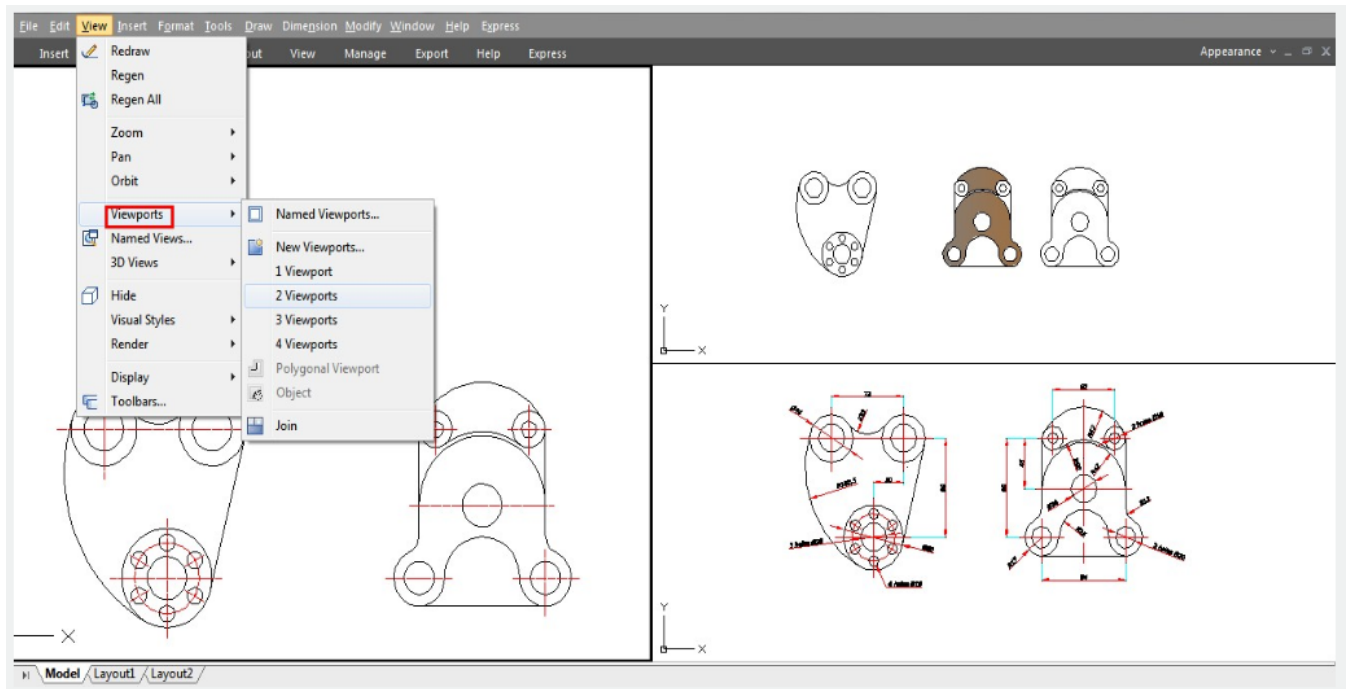 File Edit View Insert Format Tools Draw Dimension Modify Window Help Express
Insert out View Manage Export Help Express Appearance
Redraw
Regen
Regen All
Zoom
Pan
Orbit
Viewports
Named Views...
3D Views
Hide
Visual Styles
Render
Display
Toolbars...
Named Viewports...
New Viewports...
1 Viewport
2 Viewports
3 Viewports
4 Viewports
Polygonal Viewport
Object
Join
X
Y
X
Y
X
Model Layout1 Layout2